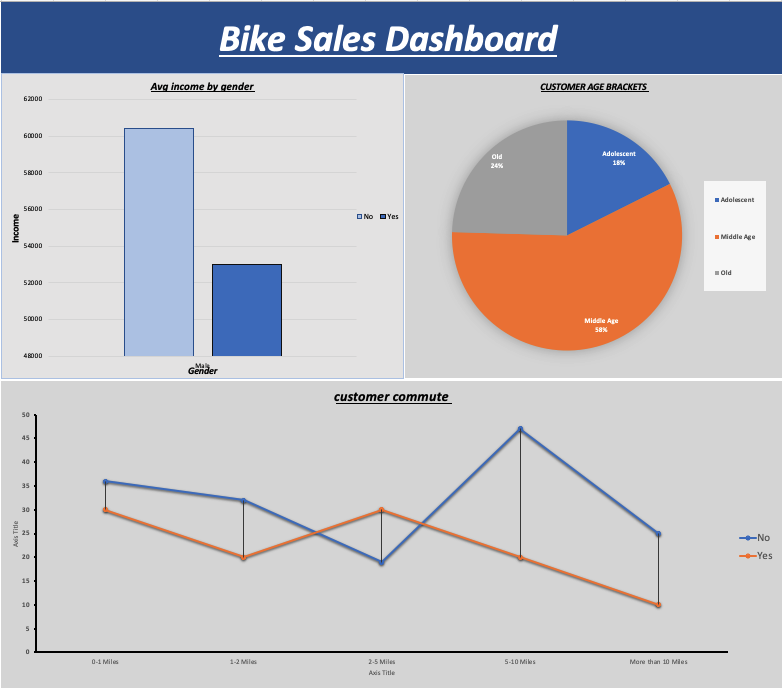 Bike Sales Dashboard
Avg income by gender
62000
60000
58000
56000
54000
52000
50000
48000
Income
Male
Gender
No
Yes
CUSTOMER AGE BRACKETS
Old
24%
Adolescent
18%
Middle Age
58%
Adolescent
Middle Age
Old
customer commute
50
45
40
35
30
25
20
15
10
5
0
Axis Title
0-1 Miles
1-2 Miles
2-5 Miles
5-10 Miles
More than 10 Miles
Axis Title
No
Yes